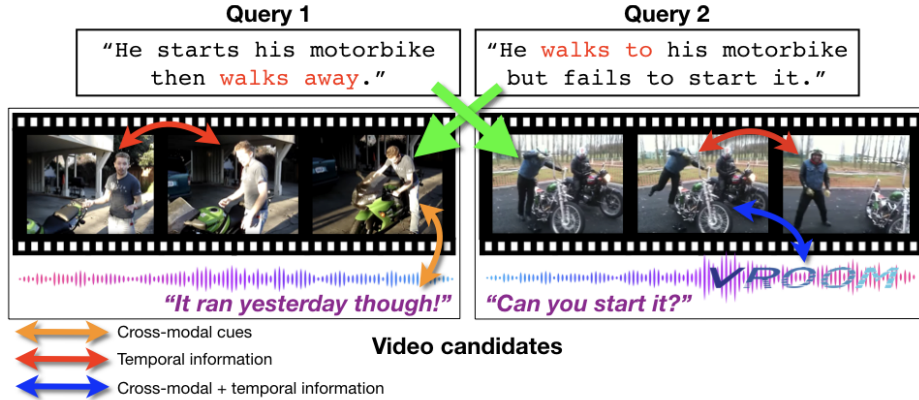 Query 1
Query 2
“He starts his motorbike
then walks away.”
“He walks to his motorbike
but fails to start it.”
VROOM
“It ran yesterday though!”
“Can you start it?”
Cross-modal cues
Video candidates
Temporal information
Cross-modal + temporal information